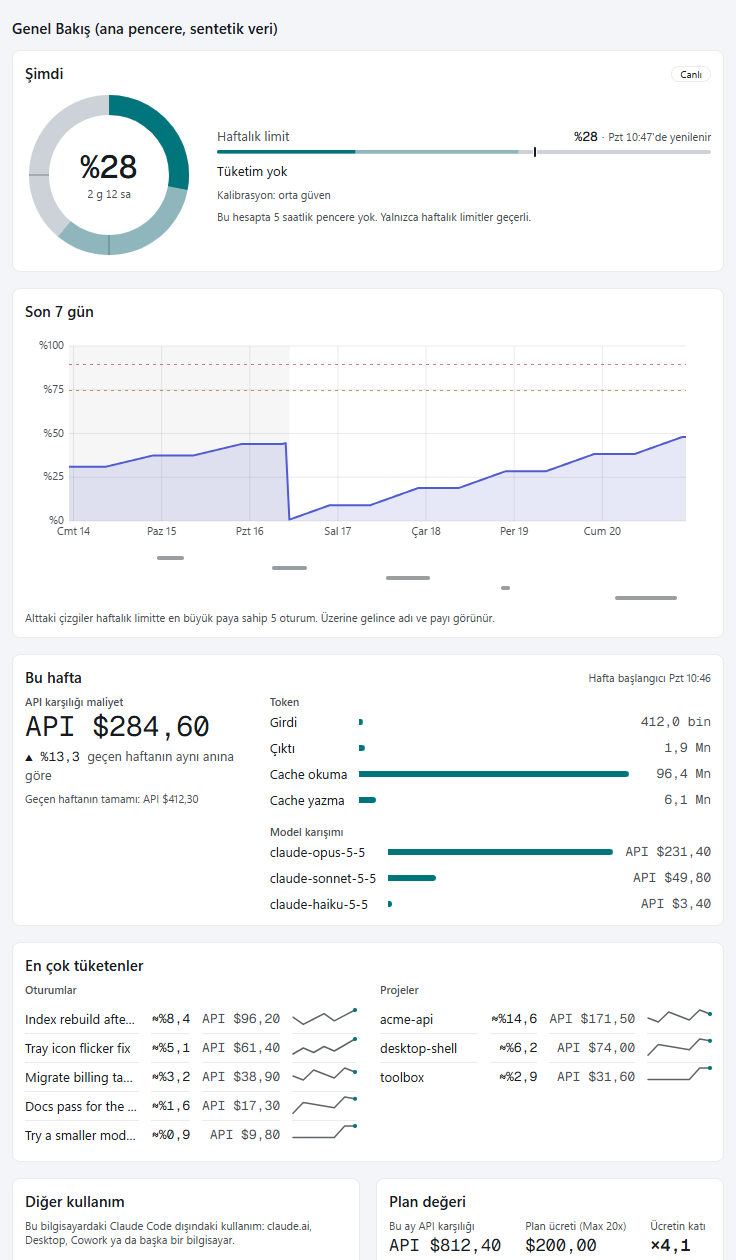 Genel Bakış (ana pencere, sentetik veri)
Şimdi
Canlı
%28
2 g 12 sa
Haftalık limit
%28 · Pzt 10:47'de yenilenir
Tüketim yok
Kalibrasyon: orta güven
Bu hesapta 5 saatlik pencere yok. Yalnızca haftalık limitler geçerli.
Son 7 gün
%100
%75
%50
%25
%0
Cmt 14 Paz 15 Pzt 16 Sal 17 Çar 18 Per 19 Cum 20
Alttaki çizgiler haftalık limitte en büyük paya sahip 5 oturum. Üzerine gelince adı ve payı görünür.
Bu hafta
Hafta başlangıcı Pzt 10:46
API karşılığı maliyet
API $284,60
▲ %13,3 geçen haftanın aynı anına
göre
Geçen haftanın tamamı: API $412,30
Token
Girdi 412,0 bin
Çıktı 1,9 Mn
Cache okuma 96,4 Mn
Cache yazma 6,1 Mn
Model karışımı
claude-opus-5-5 API $231,40
claude-sonnet-5-5 API $49,80
claude-haiku-5-5 API $3,40
En çok tüketenler
Oturumlar
Index rebuild afte… ≈%8,4 API $96,20
Tray icon flicker fix ≈%5,1 API $61,40
Migrate billing ta… ≈%3,2 API $38,90
Docs pass for the … ≈%1,6 API $17,30
Try a smaller mod… ≈%0,9 API $9,80
Projeler
acme-api ≈%14,6 API $171,50
desktop-shell ≈%6,2 API $74,00
toolbox ≈%2,9 API $31,60
Diğer kullanım
Bu bilgisayardaki Claude Code dışındaki kullanım: claude.ai,
Desktop, Cowork ya da başka bir bilgisayar.
Plan değeri
Bu ay API karşılığı
API $812,40
Plan ücreti (Max 20x)
$200,00
Ücretin katı
×4,1